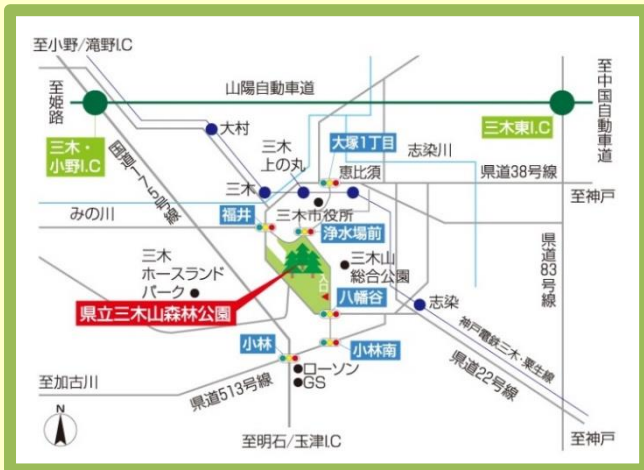 至小野/滝野I.C
山陽自動車道
至姫路
至中国自動車道
三木・
小野I.C
三木東I.C
大村
国道175号線
三木
上の丸
大塚1丁目
恵比須
志染川
県道38号線
至神戸
三木
みの川
福井
三木市役所
浄水場前
県道83号線
三木
ホースランド
パーク
三木山
総合公園
入口
県立三木山森林公園
八幡谷
志染
神戸電鉄三木・粟生線
小林
小林南
県道22号線
ローソン
GS
至加古川
県道513号線
N
至明石/玉津I.C
至神戸